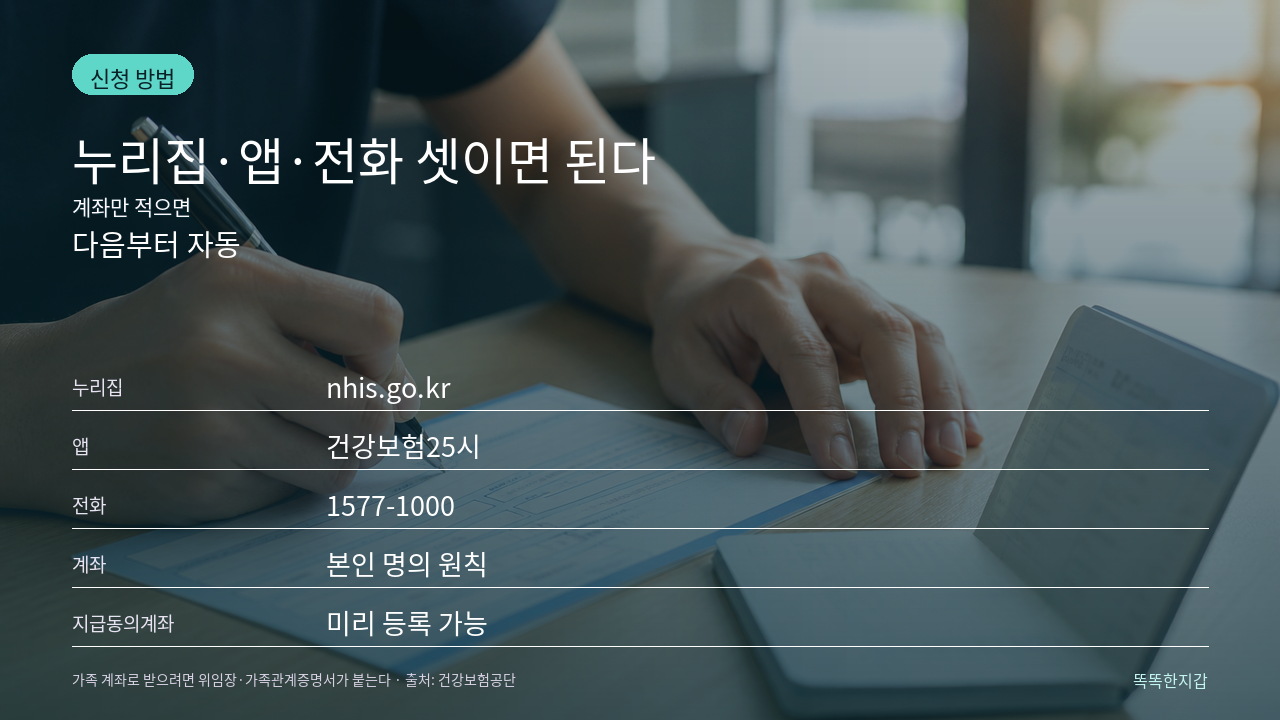 신청 방법
누리집·앱·전화 셋이면 된다
계좌만 적으면
다음부터 자동
누리집 nhis.go.kr
앱 건강보험25시
전화 1577-1000
계좌 본인 명의 원칙
지급동의계좌 미리 등록 가능
가족 계좌로 받으려면 위임장·가족관계증명서가 붙는다 · 출처: 건강보험공단
똑똑한지갑